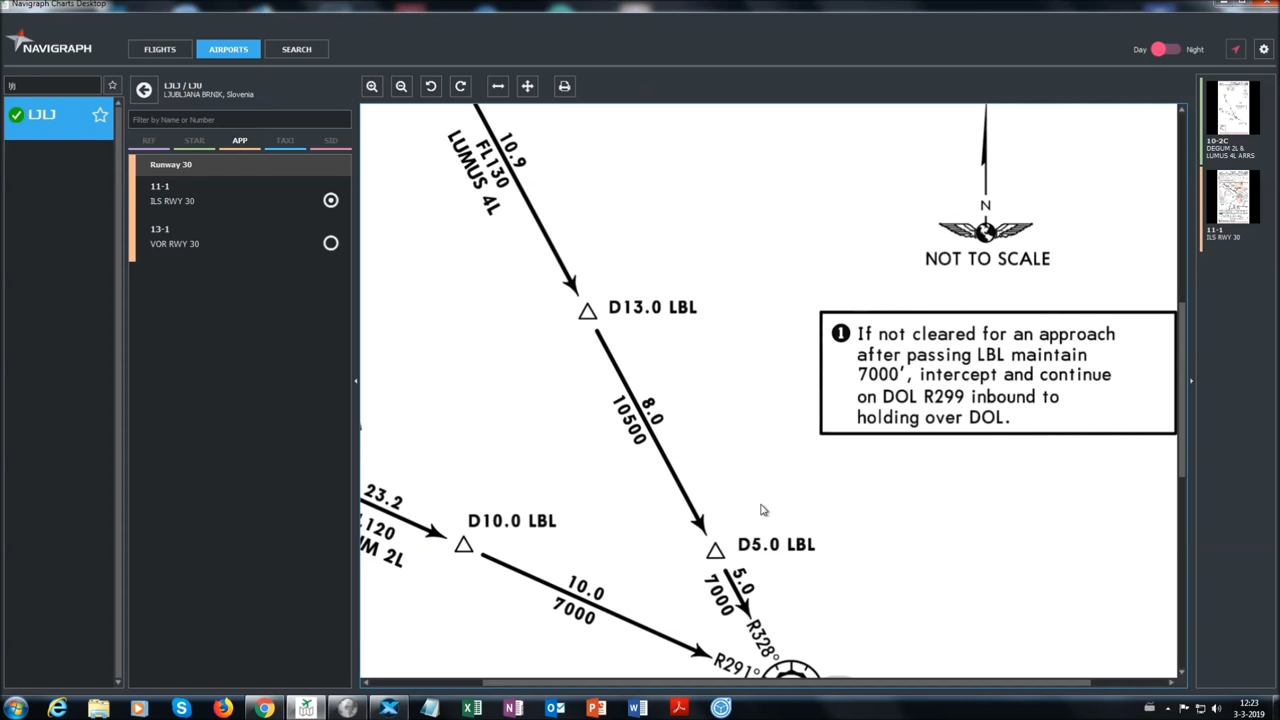 Navigraph Charts Desktop
NAVIGRAPH
FLIGHTS
AIRPORTS
SEARCH
Day
Night
ljlj
LJLJ / LJU
LJUBLJANA BRNIK, Slovenia
LJLJ
Filter by Name or Number
REF
STAR
APP
TAXI
SID
Runway 30
11-1
ILS RWY 30
13-1
VOR RWY 30
10.9
FL130
LUMUS 4L
N
NOT TO SCALE
D13.0 LBL
1 If not cleared for an approach
after passing LBL maintain
7000', intercept and continue
on DOL R299 inbound to
holding over DOL.
8.0
10500
23.2
D10.0 LBL
D5.0 LBL
10.0
7000
5.0
7000
R328°
R291°
10-2C
DEGUM 2L &
LUMUS 4L ARRS
11-1
ILS RWY 30
12:23
3-3-2019